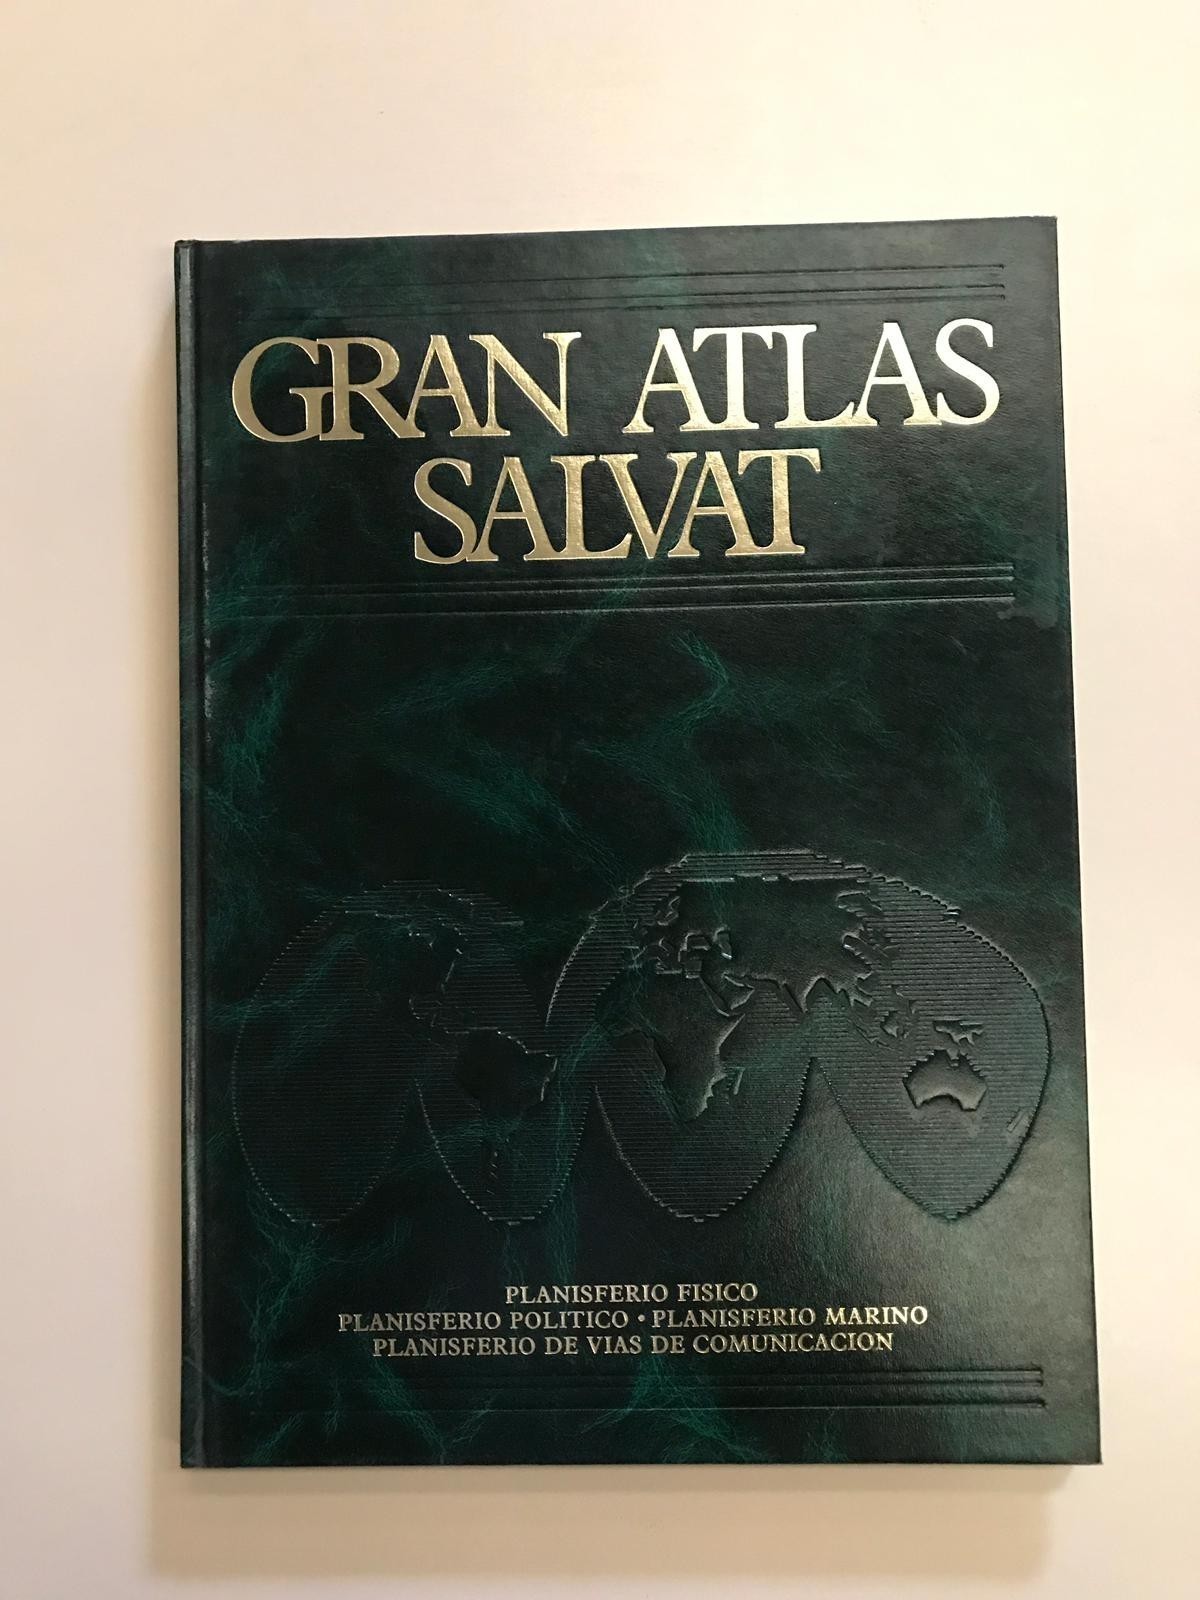 GRAN ATLAS
SALVAT
PLANISFERIO FISICO
PLANISFERIO POLITICO • PLANISFERIO MARINO
PLANISFERIO DE VIAS DE COMUNICACION